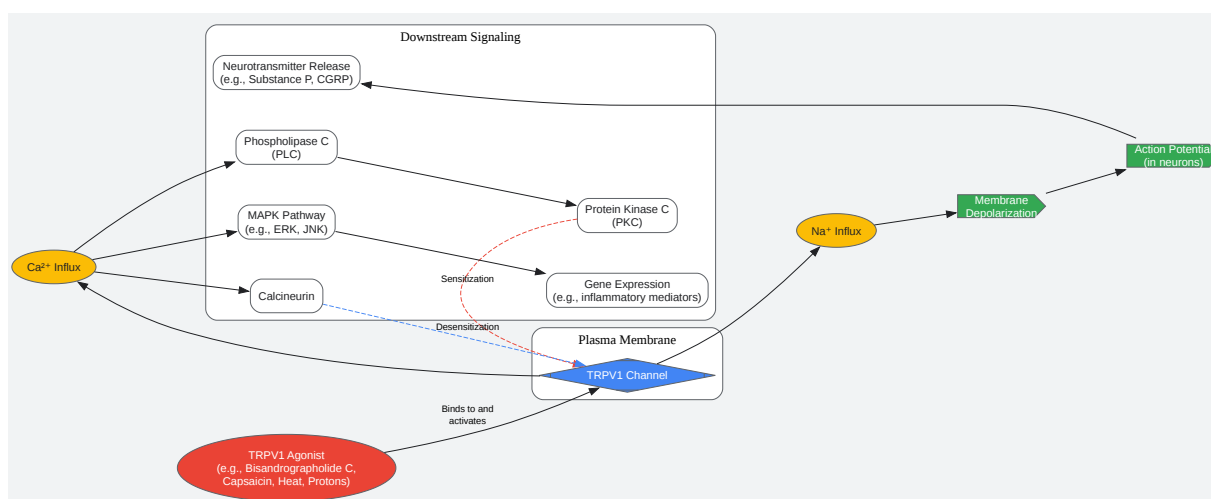 Downstream Signaling
Neurotransmitter Release
(e.g., Substance P, CGRP)
Phospholipase C
(PLC)
MAPK Pathway
(e.g., ERK, JNK)
Calcineurin
Protein Kinase C
(PKC)
Gene Expression
(e.g., inflammatory mediators)
Ca²⁺ Influx
Sensitization
Desensitization
Plasma Membrane
TRPV1 Channel
Binds to and
activates
TRPV1 Agonist
(e.g., Bisandrographolide C,
Capsaicin, Heat, Protons)
Na⁺ Influx
Membrane
Depolarization
Action Potentia
(in neurons)